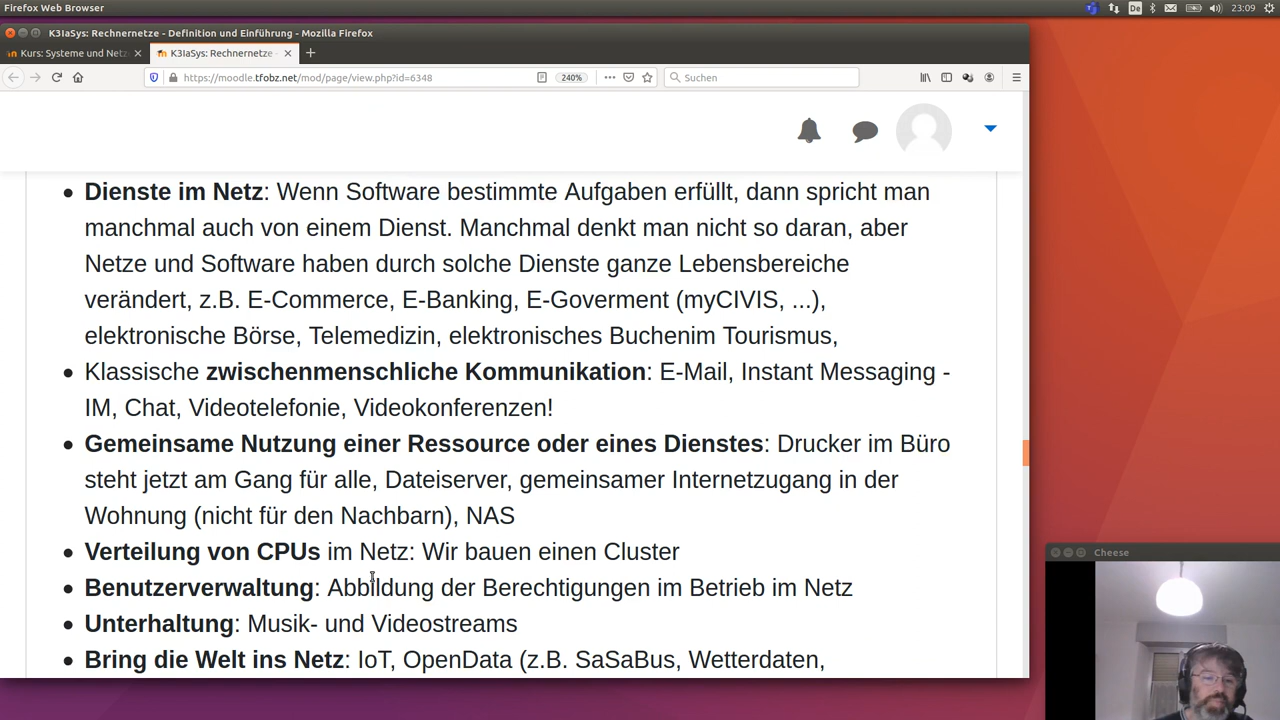 Firefox Web Browser
De
23:09
K3IaSys: Rechnernetze - Definition und Einführung - Mozilla Firefox
Kurs: Systeme und Netz
K3IaSys: Rechnernetze -
https://moodle.tfobz.net/mod/page/view.php?id=6348
240%
Suchen
Dienste im Netz: Wenn Software bestimmte Aufgaben erfüllt, dann spricht man
manchmal auch von einem Dienst. Manchmal denkt man nicht so daran, aber
Netze und Software haben durch solche Dienste ganze Lebensbereiche
verändert, z.B. E-Commerce, E-Banking, E-Goverment (myCIVIS, ...),
elektronische Börse, Telemedizin, elektronisches Buchenim Tourismus,
Klassische zwischenmenschliche Kommunikation: E-Mail, Instant Messaging -
IM, Chat, Videotelefonie, Videokonferenzen!
Gemeinsame Nutzung einer Ressource oder eines Dienstes: Drucker im Büro
steht jetzt am Gang für alle, Dateiserver, gemeinsamer Internetzugang in der
Wohnung (nicht für den Nachbarn), NAS
Verteilung von CPUs im Netz: Wir bauen einen Cluster
Benutzerverwaltung: Abbildung der Berechtigungen im Betrieb im Netz
Unterhaltung: Musik- und Videostreams
Bring die Welt ins Netz: IoT, OpenData (z.B. SaSaBus, Wetterdaten,
Cheese